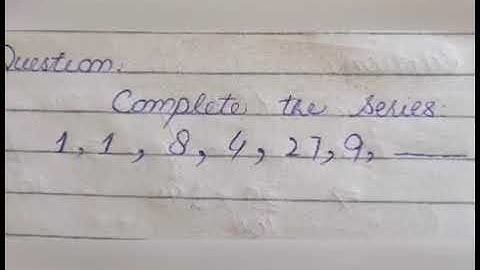 Question.
Complete the series.
1, 1, 8, 4, 27, 9, ___